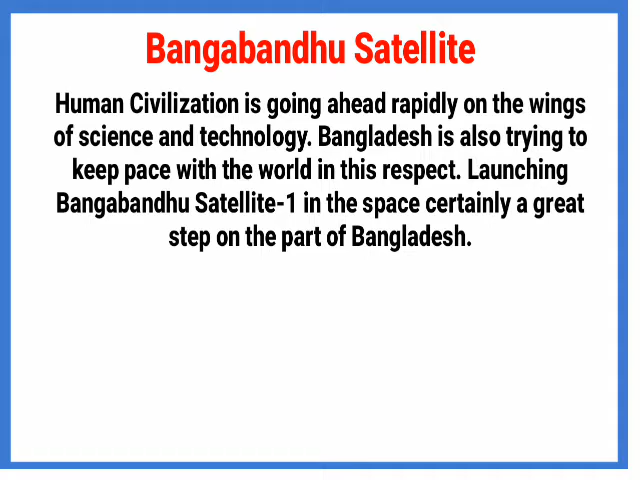 Bangabandhu Satellite
Human Civilization is going ahead rapidly on the wings
of science and technology. Bangladesh is also trying to
keep pace with the world in this respect. Launching
Bangabandhu Satellite-1 in the space certainly a great
step on the part of Bangladesh.